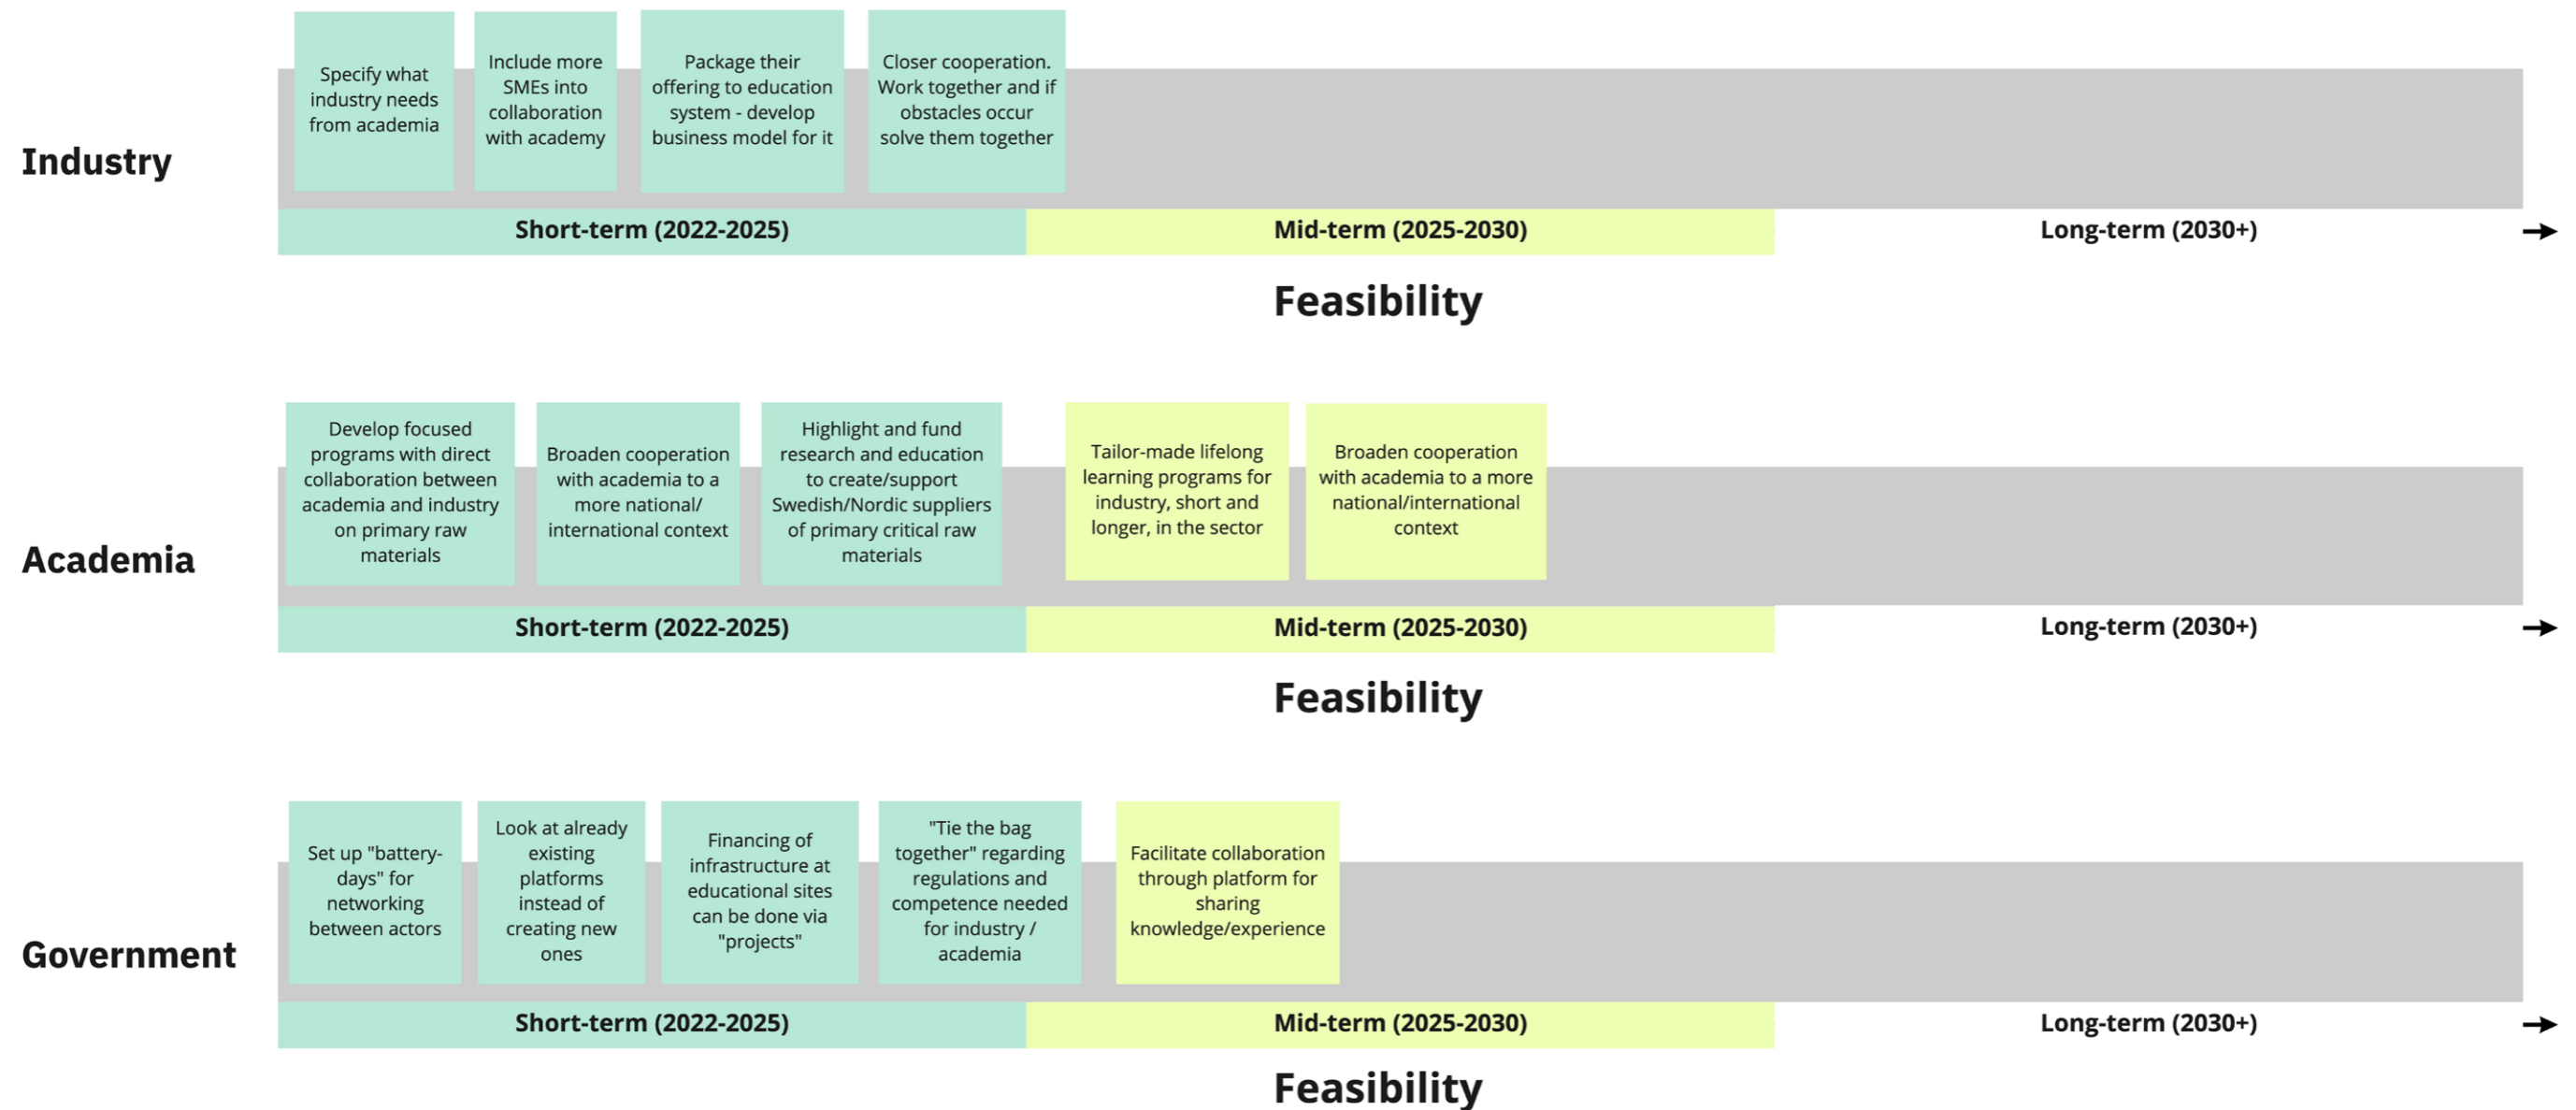 Specify what
industry needs
from academia
Include more
SMEs into
collaboration
with academy
Package their
offering to education
system - develop
business model for it
Closer cooperation.
Work together and if
obstacles occur
solve them together
Industry
Short-term (2022-2025)
Mid-term (2025-2030)
Long-term (2030+)
Feasibility
Develop focused
programs with direct
collaboration between
academia and industry
on primary raw
materials
Broaden cooperation
with academia to a
more national/
international context
Highlight and fund
research and education
to create/support
Swedish/Nordic suppliers
of primary critical raw
materials
Tailor-made lifelong
learning programs for
industry, short and
longer, in the sector
Broaden cooperation
with academia to a more
national/international
context
Academia
Short-term (2022-2025)
Mid-term (2025-2030)
Long-term (2030+)
Feasibility
Set up "battery-
days" for
networking
between actors
Look at already
existing
platforms
instead of
creating new
ones
Financing of
infrastructure at
educational sites
can be done via
"projects"
"Tie the bag
together" regarding
regulations and
competence needed
for industry /
academia
Facilitate collaboration
through platform for
sharing
knowledge/experience
Government
Short-term (2022-2025)
Mid-term (2025-2030)
Long-term (2030+)
Feasibility